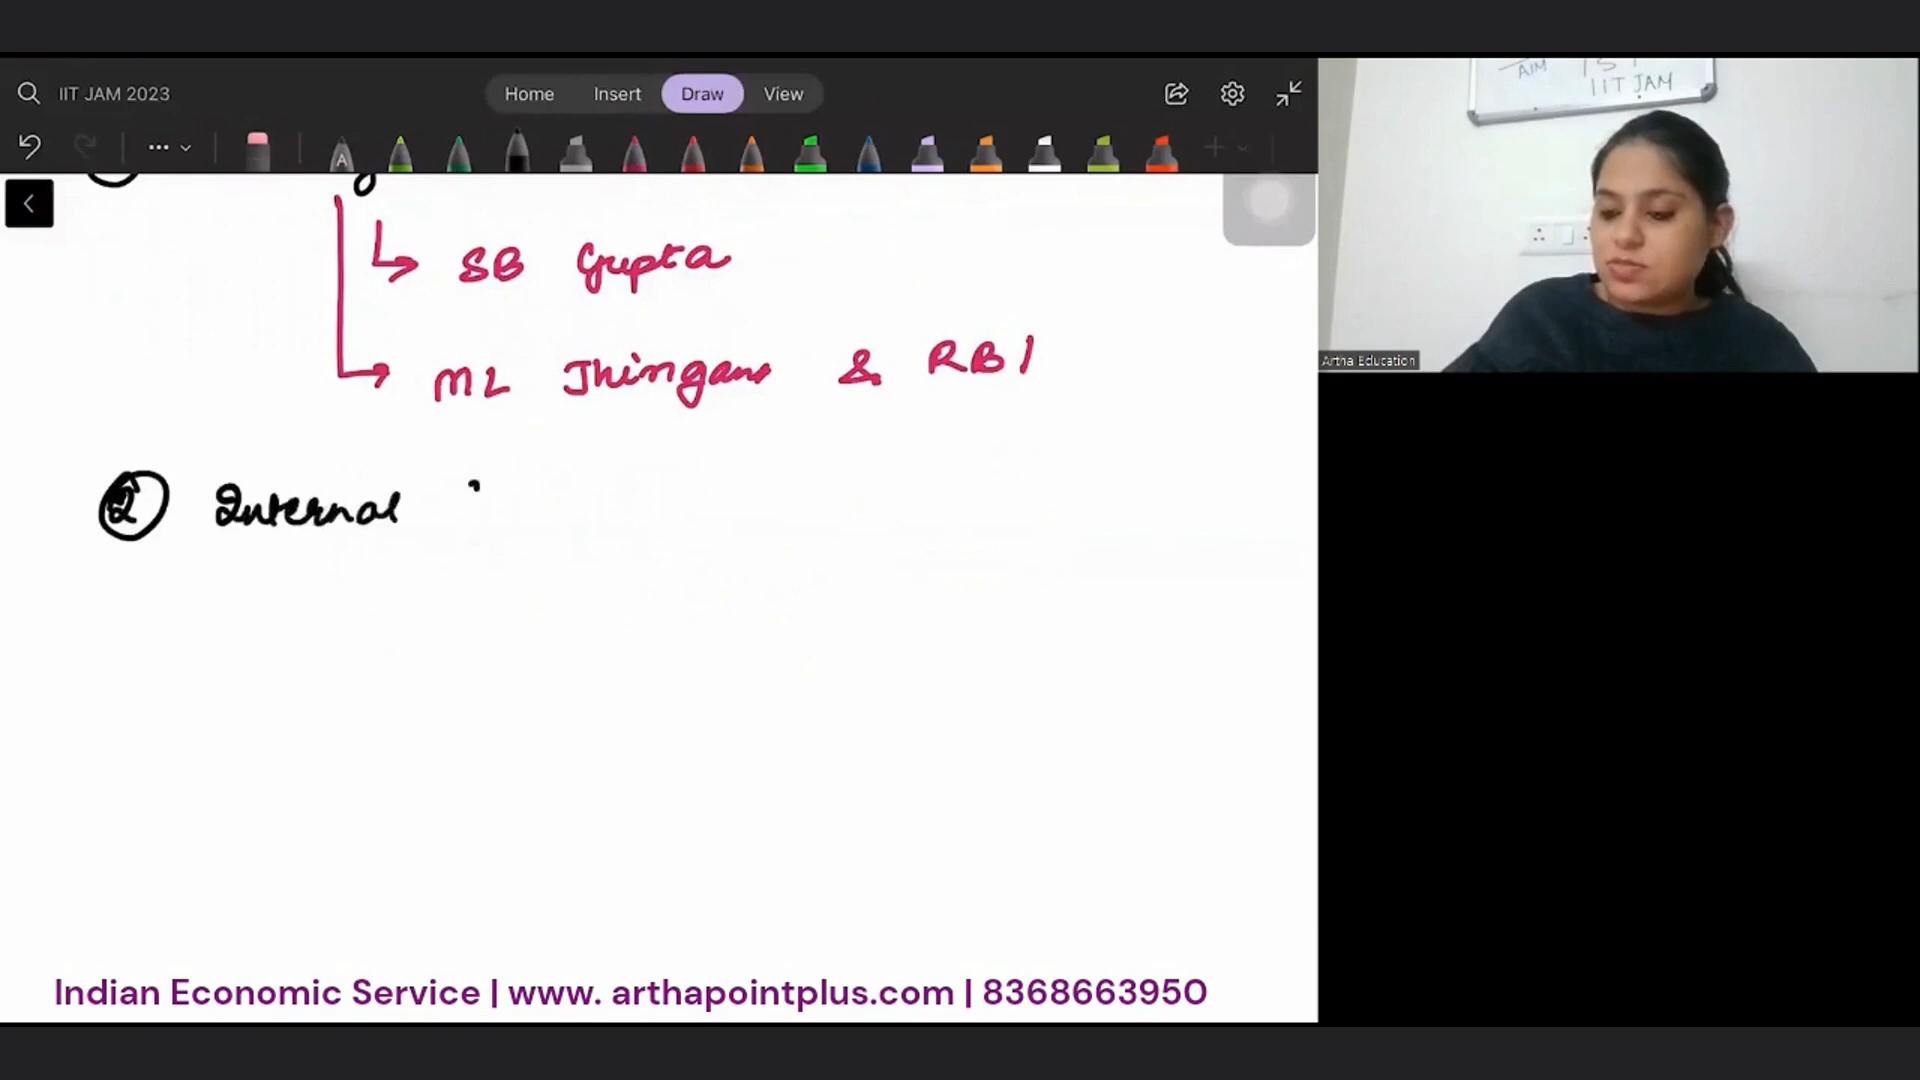 IIT JAM 2023
Home Insert Draw View
A
SB Gupta
ML Jhingan & RBI
2 Internal
Indian Economic Service | www. arthapointplus.com | 8368663950
AIM
IIT JAM
Artha Education